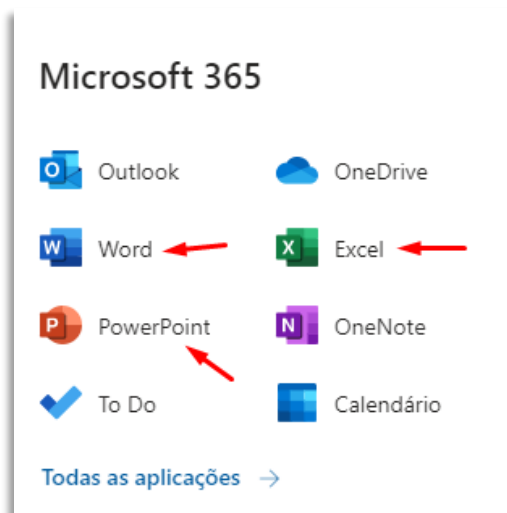 Microsoft 365
Outlook OneDrive
W Word X Excel
P PowerPoint N OneNote
To Do Calendário
Todas as aplicações →